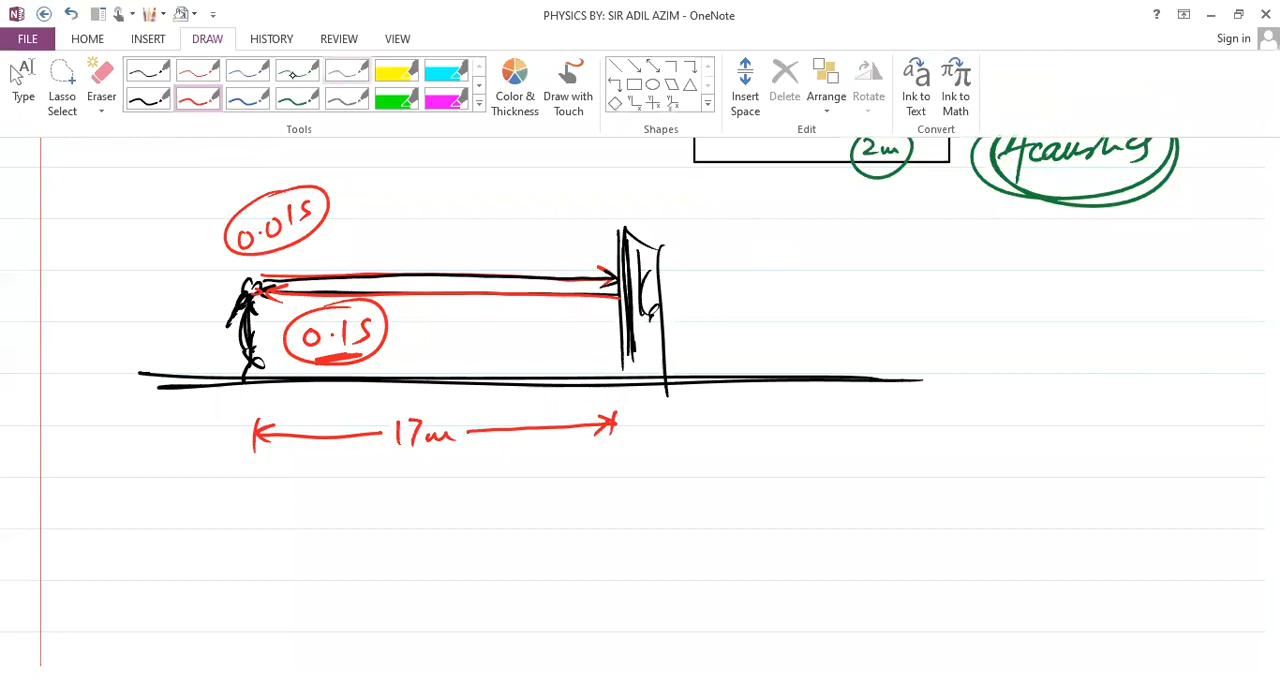 PHYSICS BY: SIR ADIL AZIM - OneNote
?
FILE HOME INSERT DRAW HISTORY REVIEW VIEW
Sign in
Type
Lasso Select
Eraser
Color & Thickness
Draw with Touch
Insert Space
Delete
Arrange
Rotate
Ink to Text
Ink to Math
Tools
Shapes
Edit
Convert
2m
Acoustics
0.01s
0.1s
17m